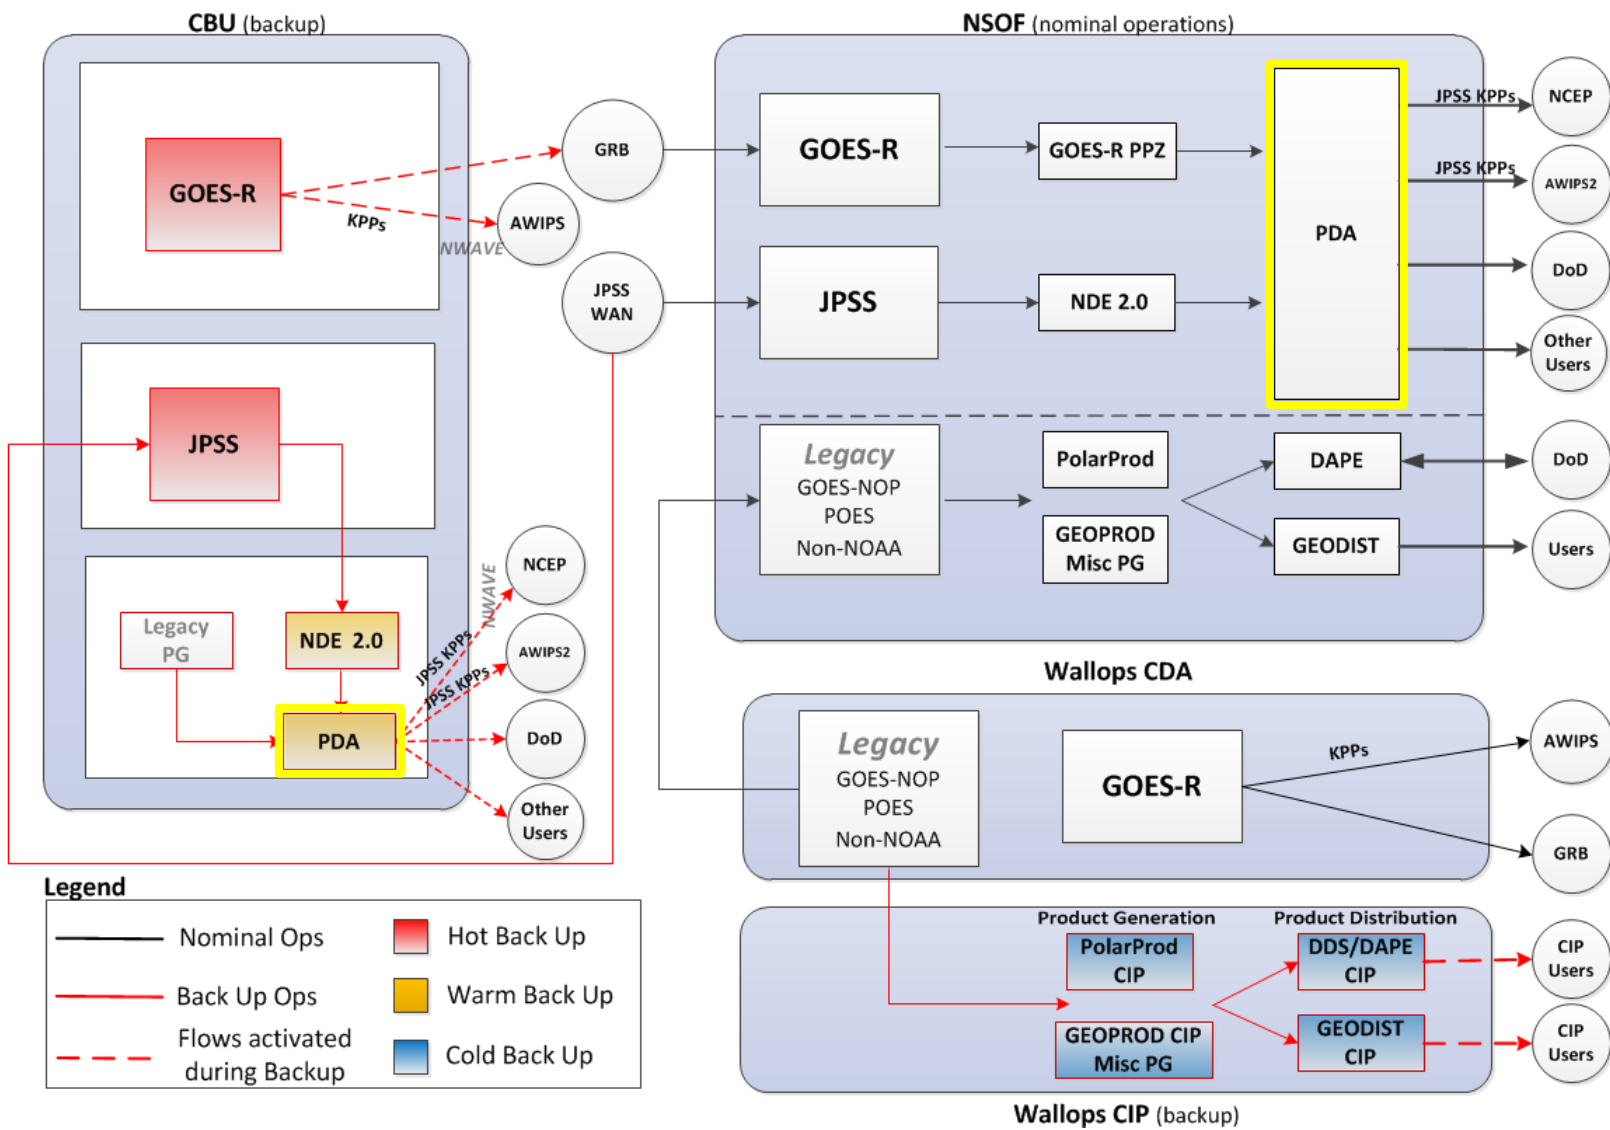 CBU (backup)
GOES-R
KPPs
NWAVE
GRB
AWIPS
JPSS
WAN
JPSS
Legacy
PG
NDE 2.0
PDA
NWAVE
JPSS KPPs
JPSS KPPs
NCEP
AWIPS2
DoD
Other
Users
NSOF (nominal operations)
GOES-R
GOES-R PPZ
JPSS
NDE 2.0
PDA
JPSS KPPs
JPSS KPPs
NCEP
AWIPS2
DoD
Other
Users
Legacy
GOES-NOP
POES
Non-NOAA
PolarProd
GEOPROD
Misc PG
DAPE
GEODIST
DoD
Users
Wallops CDA
Legacy
GOES-NOP
POES
Non-NOAA
GOES-R
KPPs
AWIPS
GRB
Product Generation
Product Distribution
PolarProd
CIP
GEOPROD CIP
Misc PG
DDS/DAPE
CIP
GEODIST
CIP
CIP
Users
CIP
Users
Wallops CIP (backup)
Legend
Nominal Ops
Back Up Ops
Flows activated
during Backup
Hot Back Up
Warm Back Up
Cold Back Up